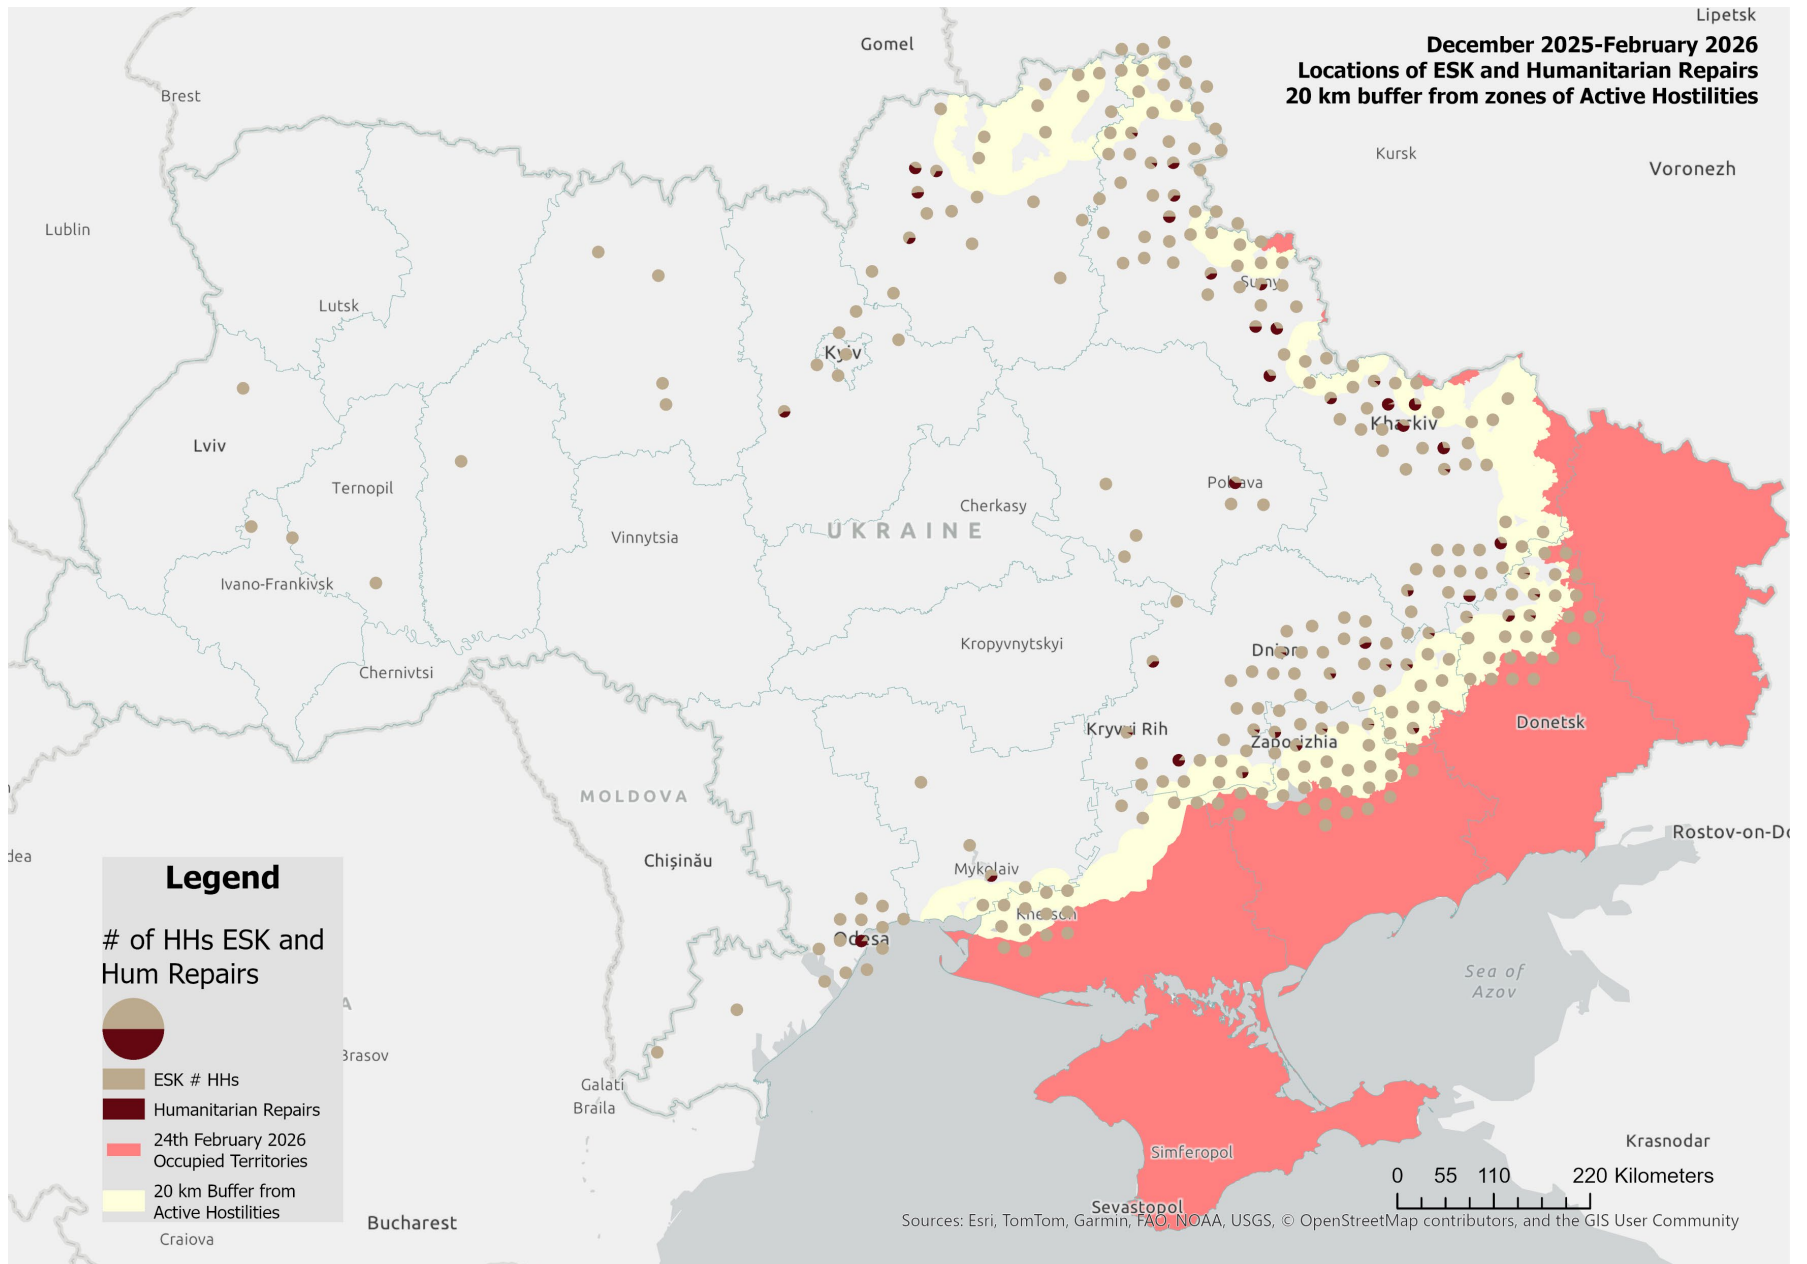 Lipetsk
December 2025-February 2026
Locations of ESK and Humanitarian Repairs
20 km buffer from zones of Active Hostilities
Gomel
Brest
Kursk
Voronezh
Lublin
Sumy
Lutsk
Kyiv
Kharkiv
Lviv
Ternopil
Poltava
Cherkasy
UKRAINE
Vinnytsia
Ivano-Frankivsk
Kropyvnytskyi
Dnipro
Chernivtsi
Donetsk
Kryvyi Rih
Zaporizhia
MOLDOVA
Rostov-on-Do
dea
Chișinău
Mykolaiv
Kherson
Odesa
Sea of
Azov
Legend
# of HHs ESK and
Hum Repairs
A
Brasov
ESK # HHs
Galati
Braila
Humanitarian Repairs
24th February 2026
Occupied Territories
Simferopol
Krasnodar
0 55 110 220 Kilometers
20 km Buffer from
Active Hostilities
Sevastopol
Bucharest
Sources: Esri, TomTom, Garmin, FAO, NOAA, USGS, © OpenStreetMap contributors, and the GIS User Community
Craiova